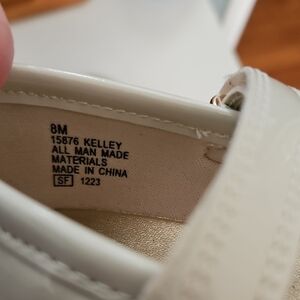 8M
15876 KELLEY
ALL MAN MADE
MATERIALS
MADE IN CHINA
SF 1223